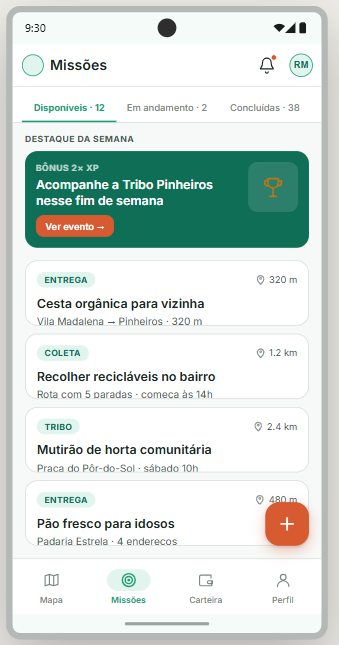 9:30
Missões
RM
Disponíveis · 12
Em andamento · 2
Concluídas · 38
DESTAQUE DA SEMANA
BÔNUS 2× XP
Acompanhe a Tribo Pinheiros
nesse fim de semana
Ver evento →
ENTREGA
320 m
Cesta orgânica para vizinha
Vila Madalena → Pinheiros · 320 m
COLETA
1.2 km
Recolher recicláveis no bairro
Rota com 5 paradas · começa às 14h
TRIBO
2.4 km
Mutirão de horta comunitária
Praça do Pôr-do-Sol · sábado 10h
ENTREGA
480 m
Pão fresco para idosos
Padaria Estrela · 4 endereços
Mapa
Missões
Carteira
Perfil